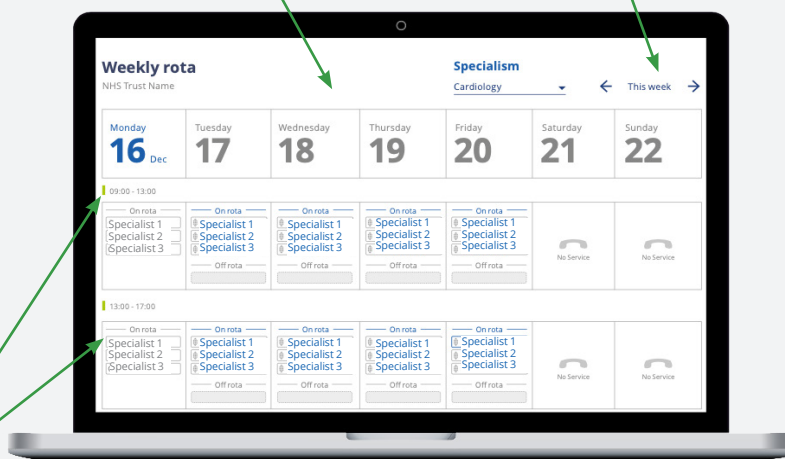 Weekly rota
NHS Trust Name
Specialism
Cardiology
This week
Monday Tuesday Wednesday Thursday Friday Saturday Sunday
16 Dec 17 18 19 20 21 22
09:00 - 13:00
On rota On rota On rota On rota On rota
Specialist 1 Specialist 1 Specialist 1 Specialist 1 Specialist 1
Specialist 2 Specialist 2 Specialist 2 Specialist 2 Specialist 2
Specialist 3 Specialist 3 Specialist 3 Specialist 3 Specialist 3
No Service No Service
Off rota Off rota Off rota Off rota
13:00 - 17:00
On rota On rota On rota On rota On rota
Specialist 1 Specialist 1 Specialist 1 Specialist 1 Specialist 1
Specialist 2 Specialist 2 Specialist 2 Specialist 2 Specialist 2
Specialist 3 Specialist 3 Specialist 3 Specialist 3 Specialist 3
No Service No Service
Off rota Off rota Off rota Off rota